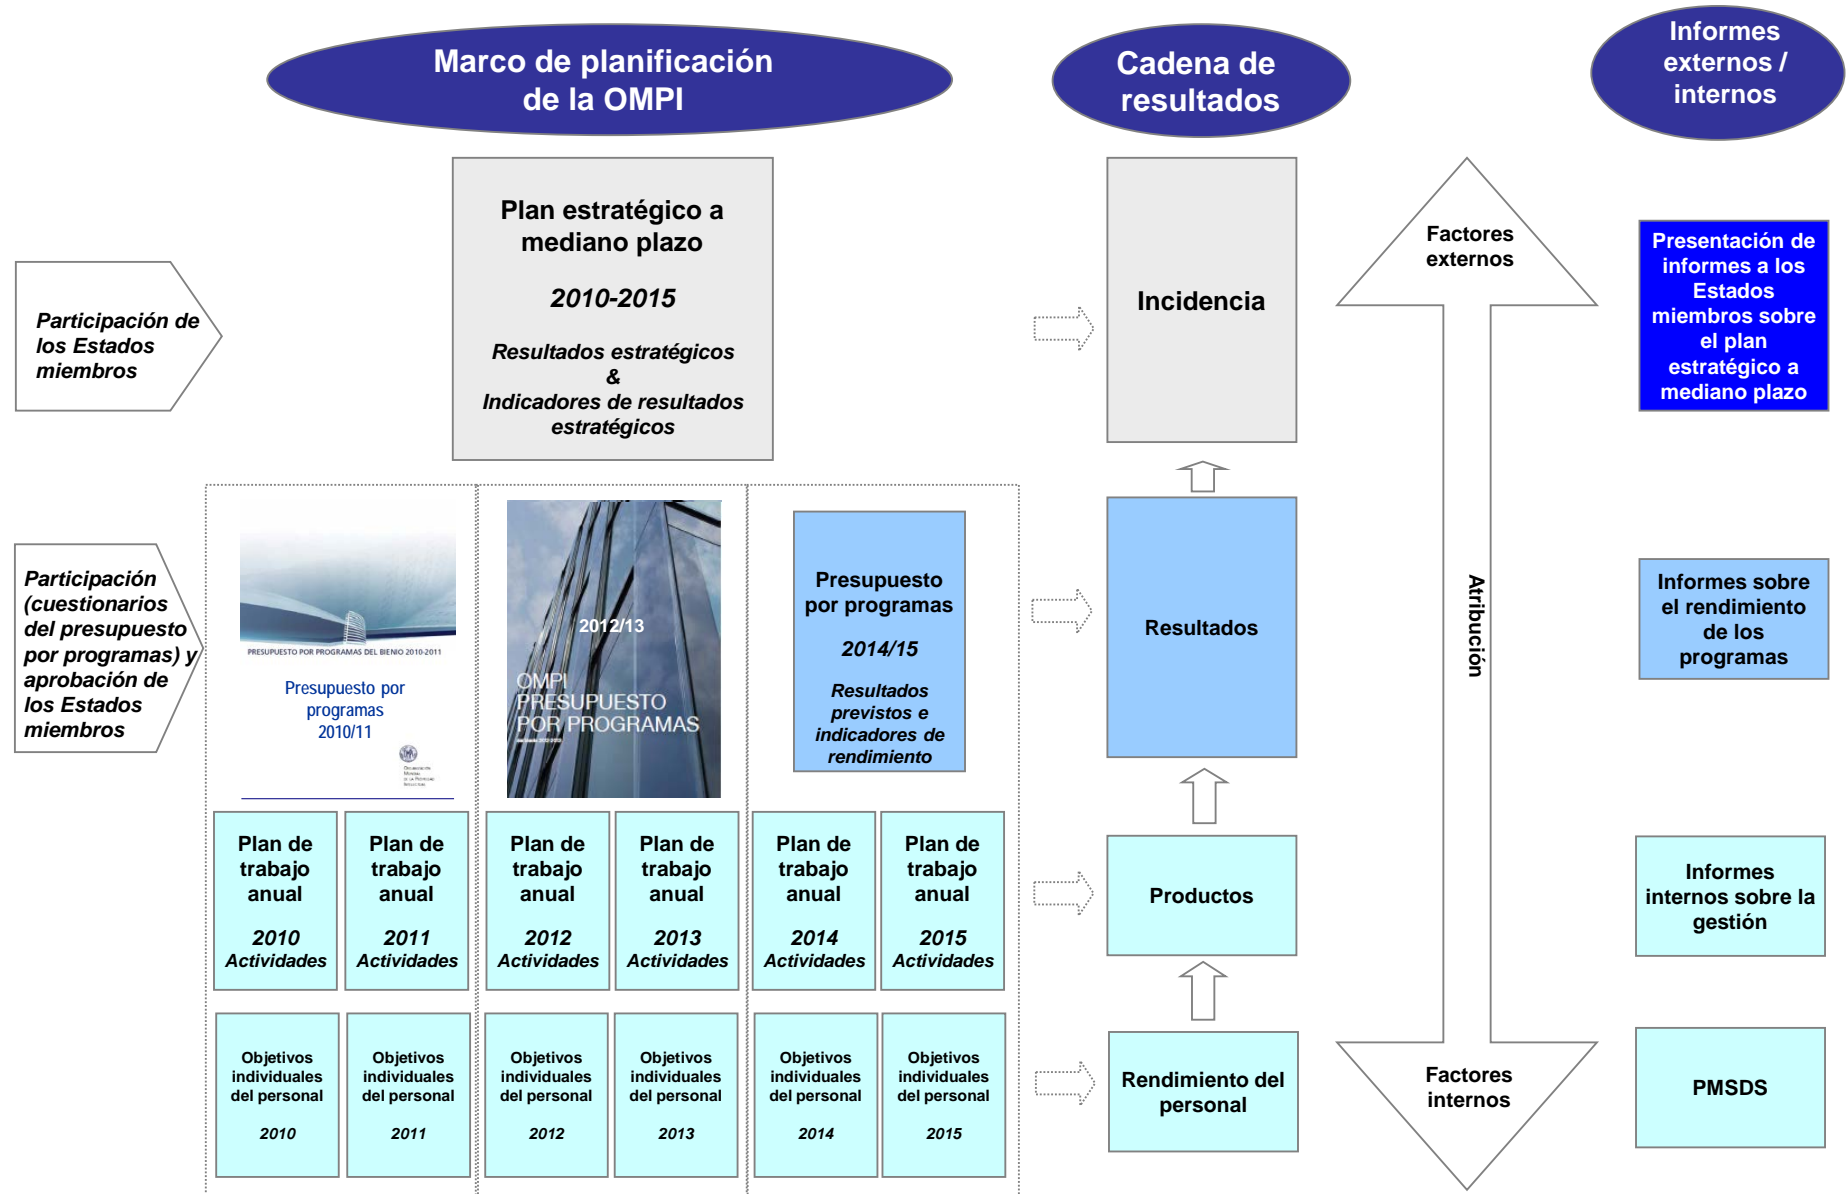 Marco de planificación
de la OMPI
Cadena de
resultados
Informes
externos /
internos
Plan estratégico a
mediano plazo
2010-2015
Resultados estratégicos
&
Indicadores de resultados
estratégicos
Participación de
los Estados
miembros
Incidencia
Factores
externos
Presentación de
informes a los
Estados
miembros sobre
el plan
estratégico a
mediano plazo
Participación
(cuestionarios
del presupuesto
por programas) y
aprobación de
los Estados
miembros
PRESUPUESTO POR PROGRAMAS DEL BIENIO 2010-2011
Presupuesto por
programas
2010/11
ORGANIZACIÓN
MUNDIAL
DE LA PROPIEDAD
INTELECTUAL
2012/13
OMPI
PRESUPUESTO
POR PROGRAMAS
Presupuesto
por programas
2014/15
Resultados
previstos e
indicadores de
rendimiento
Resultados
Atribución
Informes sobre
el rendimiento
de los
programas
Plan de
trabajo
anual
2010
Actividades
Plan de
trabajo
anual
2011
Actividades
Plan de
trabajo
anual
2012
Actividades
Plan de
trabajo
anual
2013
Actividades
Plan de
trabajo
anual
2014
Actividades
Plan de
trabajo
anual
2015
Actividades
Productos
Informes
internos sobre la
gestión
Objetivos
individuales
del personal
2010
Objetivos
individuales
del personal
2011
Objetivos
individuales
del personal
2012
Objetivos
individuales
del personal
2013
Objetivos
individuales
del personal
2014
Objetivos
individuales
del personal
2015
Rendimiento del
personal
Factores
internos
PMSDS